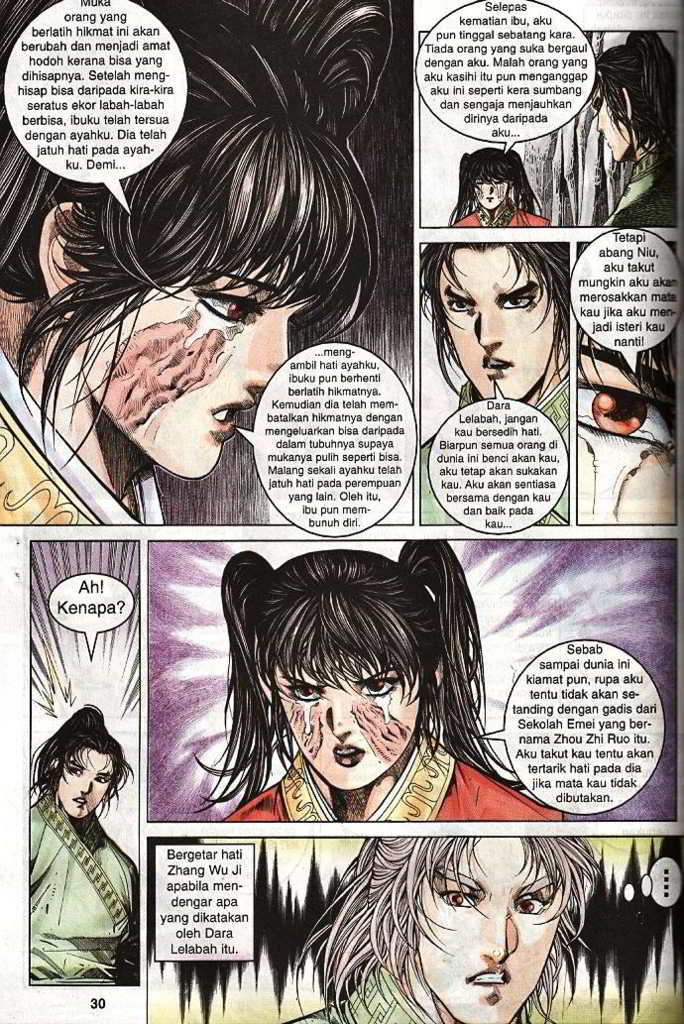 Muka
orang yang
berlatih hikmat ini akan
berubah dan menjadi amat
hodoh kerana bisa yang
dihisapnya. Setelah meng-
hisap bisa daripada kira-kira
seratus ekor labah-labah
berbisa, ibuku telah tersua
dengan ayahku. Dia telah
jatuh hati pada ayah-
ku. Demi...
...meng-
ambil hati ayahku,
ibuku pun berhenti
berlatih hikmatnya.
Kemudian dia telah mem-
batalkan hikmatnya dengan
mengeluarkan bisa daripada
dalam tubuhnya supaya
mukanya pulih seperti bisa.
Malang sekali ayahku telah
jatuh hati pada perempuan
yang lain. Oleh itu,
ibu pun mem-
bunuh diri.
Selepas
kematian ibu, aku
pun tinggal sebatang kara.
Tiada orang yang suka bergaul
dengan aku. Malah orang yang
aku kasihi itu pun menganggap
aku ini seperti kera sumbang
dan sengaja menjauhkan
dirinya daripada
aku...
Dara
Lelabah, jangan
kau bersedih hati.
Biarpun semua orang di
dunia ini benci akan kau,
aku tetap akan sukakan
kau. Aku akan sentiasa
bersama dengan kau
dan baik pada
kau...
Tetapi
abang Niu,
aku takut
mungkin aku akan
merosakkan mata
kau jika aku men-
jadi isteri kau
nanti!
Ah!
Kenapa?
Sebab
sampai dunia ini
kiamat pun, rupa aku
tentu tidak akan se-
tanding dengan gadis dari
Sekolah Emei yang ber-
nama Zhou Zhi Ruo itu.
Aku takut kau tentu akan
tertarik hati pada dia
jika mata kau tidak
dibutakan.
Bergetar hati
Zhang Wu Ji
apabila men-
dengar apa
yang dikatakan
oleh Dara
Lelabah itu.
30